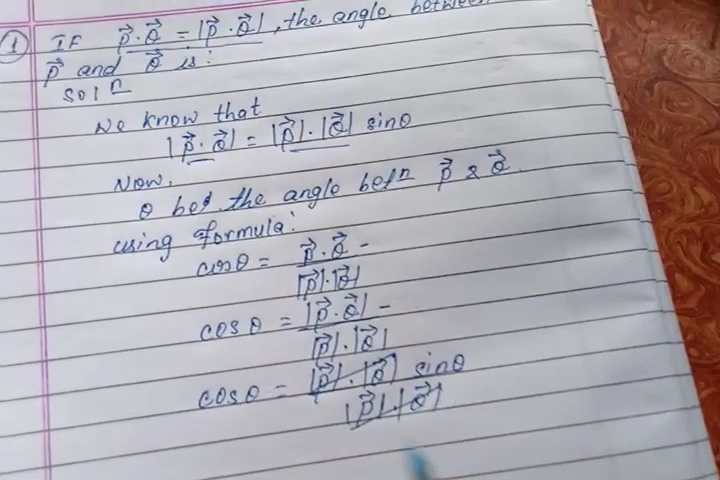 ① IF P⃗·Q⃗ = |P⃗·Q⃗|, the angle between
P⃗ and Q⃗ is:
Solⁿ
We know that
|P⃗·Q⃗| = |P⃗|·|Q⃗| sinθ
Now,
θ be the angle betⁿ P⃗ & Q⃗.
using formula:
cosθ = P⃗·Q⃗ / |P⃗|·|Q⃗|
cosθ = |P⃗·Q⃗| / |P⃗|·|Q⃗|
cosθ = |P⃗|·|Q⃗| sinθ / |P⃗|·|Q⃗|